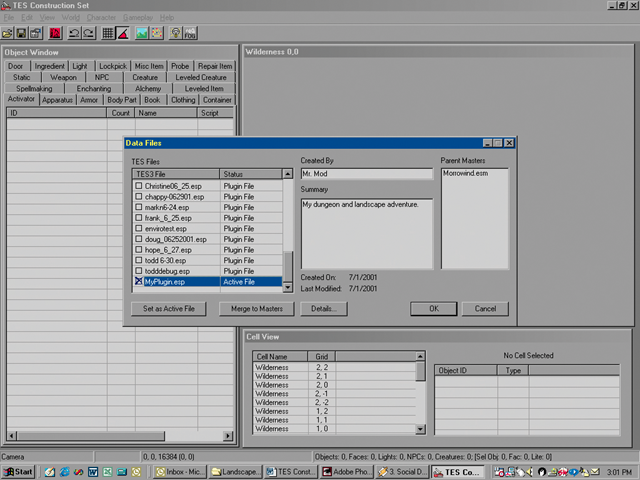 TES Construction Set
File Edit View World Character Gameplay Help
FOG
Object Window
Door Ingredient Light Lockpick Misc Item Probe Repair Item
Static Weapon NPC Creature Leveled Creature
Spellmaking Enchanting Alchemy Leveled Item
Activator Apparatus Armor Body Part Book Clothing Container
ID Count Name Script
Wilderness 0,0
Data Files
TES Files
TES3 File Status
Christine06_25.esp Plugin File
chappy-062901.esp Plugin File
markn6-24.esp Plugin File
frank_6_25.esp Plugin File
envirotest.esp Plugin File
doug_06252001.esp Plugin File
hope_6_27.esp Plugin File
todd 6-30.esp Plugin File
todddebug.esp Plugin File
MyPlugin.esp Active File
Created By
Mr. Mod
Summary
My dungeon and landscape adventure.
Created On: 7/1/2001
Last Modified: 7/1/2001
Parent Masters
Morrowind.esm
Set as Active File Merge to Masters Details... OK Cancel
Cell View
Cell Name Grid
Wilderness 2, 2
Wilderness 2, 1
Wilderness 2, 0
Wilderness 2, -1
Wilderness 2, -2
Wilderness 1, 2
Wilderness 1, 1
Wilderness 1, 0
No Cell Selected
Object ID Type
Camera 0, 0, 16384 (0, 0, 0) Objects: 0, Faces: 0, Lights: 0, NPCs: 0, Creatures: 0; [Sel Obj: 0, Fac: 0, Lite: 0]
Start Inbox - Mic... Landscape... TES Const... Adobe Pho... 3. Social D... TES Co... 3:01 PM